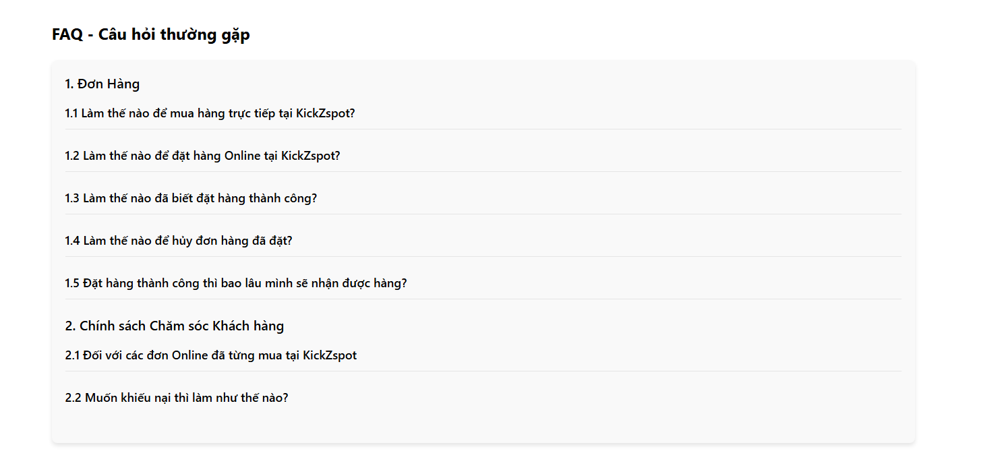 FAQ - Câu hỏi thường gặp
1. Đơn Hàng
1.1 Làm thế nào để mua hàng trực tiếp tại KickZspot?
1.2 Làm thế nào để đặt hàng Online tại KickZspot?
1.3 Làm thế nào đã biết đặt hàng thành công?
1.4 Làm thế nào để hủy đơn hàng đã đặt?
1.5 Đặt hàng thành công thì bao lâu mình sẽ nhận được hàng?
2. Chính sách Chăm sóc Khách hàng
2.1 Đối với các đơn Online đã từng mua tại KickZspot
2.2 Muốn khiếu nại thì làm như thế nào?